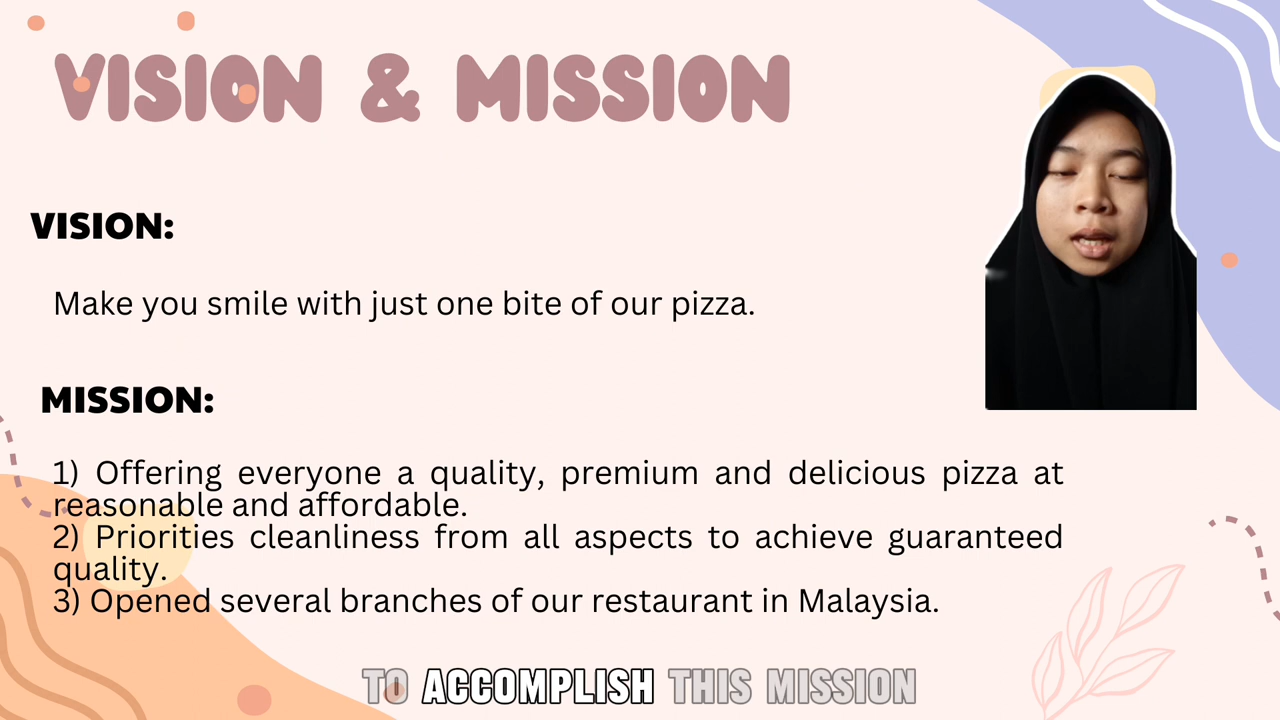 VISION & MISSION
VISION:
Make you smile with just one bite of our pizza.
MISSION:
1) Offering everyone a quality, premium and delicious pizza at
reasonable and affordable.
2) Priorities cleanliness from all aspects to achieve guaranteed
quality.
3) Opened several branches of our restaurant in Malaysia.
TO ACCOMPLISH THIS MISSION